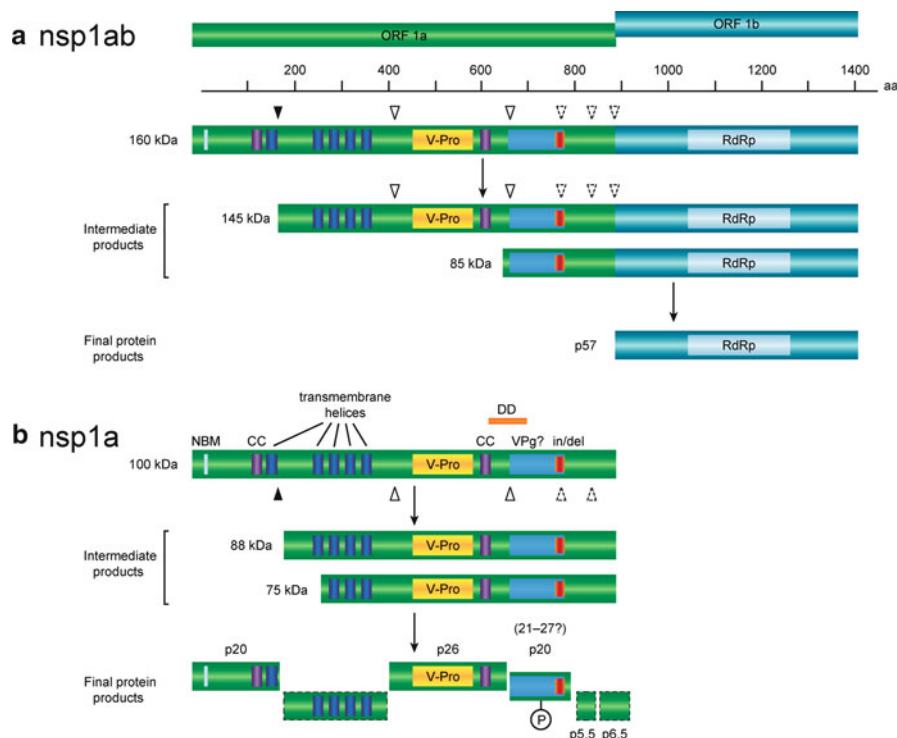 a nsp1ab
ORF 1a
ORF 1b
200 400 600 800 1000 1200 1400 aa
160 kDa V-Pro RdRp
145 kDa V-Pro RdRp
Intermediate
products
85 kDa RdRp
Final protein
products
p57 RdRp
b nsp1a
transmembrane
helices
DD
NBM CC CC VPg? in/del
100 kDa V-Pro
88 kDa V-Pro
Intermediate
products
75 kDa V-Pro
(21–27?)
p20 p26 p20
V-Pro
Final protein
products
P
p5.5 p6.5